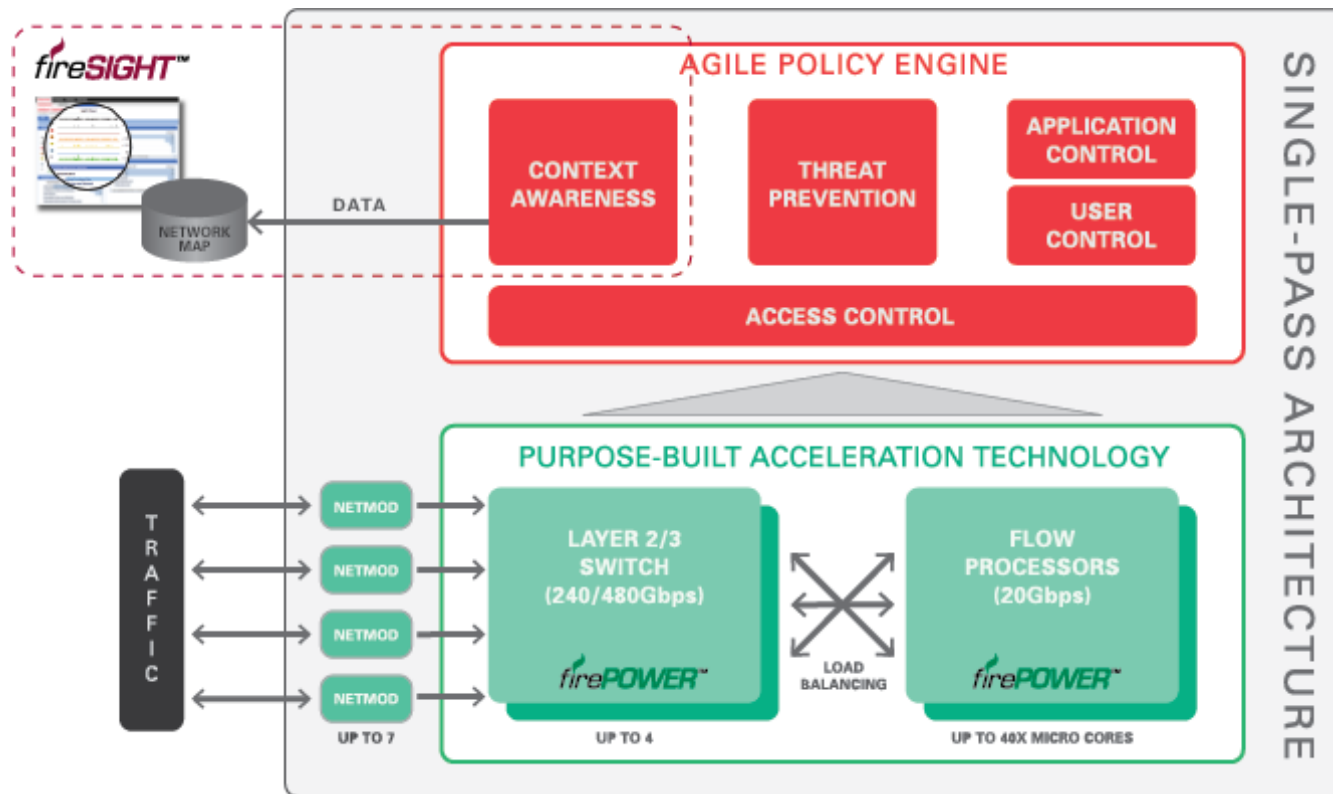 fireSIGHT™
NETWORK
MAP
DATA
AGILE POLICY ENGINE
CONTEXT
AWARENESS
THREAT
PREVENTION
APPLICATION
CONTROL
USER
CONTROL
ACCESS CONTROL
SINGLE-PASS ARCHITECTURE
PURPOSE-BUILT ACCELERATION TECHNOLOGY
TRAFFIC
NETMOD
NETMOD
NETMOD
NETMOD
UP TO 7
LAYER 2/3
SWITCH
(240/480Gbps)
firePOWER™
UP TO 4
LOAD
BALANCING
FLOW
PROCESSORS
(20Gbps)
firePOWER™
UP TO 40X MICRO CORES